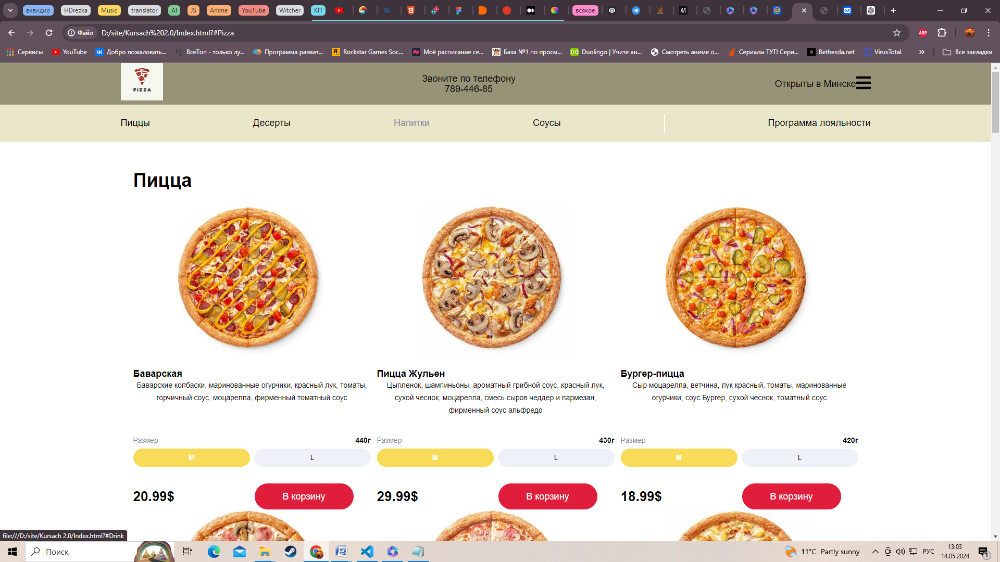 вквидио HDrezka Music translator AI JS Anime YouTube Witcher КП всякое
Файл D:/site/Kursach%202.0/Index.html?#Pizza ABP
Сервисы YouTube Добро пожаловать... ВсеТоп - только лу... Программа развит... Rockstar Games Soc... Моё расписание се... База №1 по просм... Duolingo | Учите ан... Смотреть аниме о... Сериалы ТУТ! Сери... Bethesda.net VirusTotal » Все закладки
PIZZA
Звоните по телефону
789-446-85
Открыты в Минске
Пиццы Десерты Напитки Соусы Программа лояльности
Пицца
Баварская
Баварские колбаски, маринованные огурчики, красный лук, томаты,
горчичный соус, моцарелла, фирменный томатный соус
Размер 440г
M L
20.99$ В корзину
Пицца Жульен
Цыпленок, шампиньоны, ароматный грибной соус, красный лук,
сухой чеснок, моцарелла, смесь сыров чеддер и пармезан,
фирменный соус альфредо
Размер 430г
M L
29.99$ В корзину
Бургер-пицца
Сыр моцарелла, ветчина, лук красный, томаты, маринованные
огурчики, соус Бургер, сухой чеснок, томатный соус
Размер 420г
M L
18.99$ В корзину
file:///D:/site/Kursach 2.0/Index.html?#Drink
Поиск
11°C Partly sunny РУС
13:03
14.05.2024
1